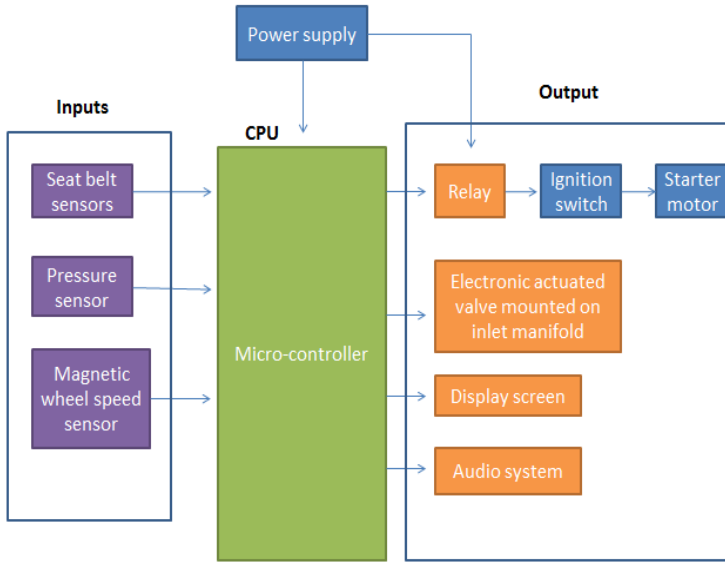 Power supply
Inputs
CPU
Output
Seat belt
sensors
Pressure
sensor
Magnetic
wheel speed
sensor
Micro-controller
Relay
Ignition
switch
Starter
motor
Electronic actuated
valve mounted on
inlet manifold
Display screen
Audio system